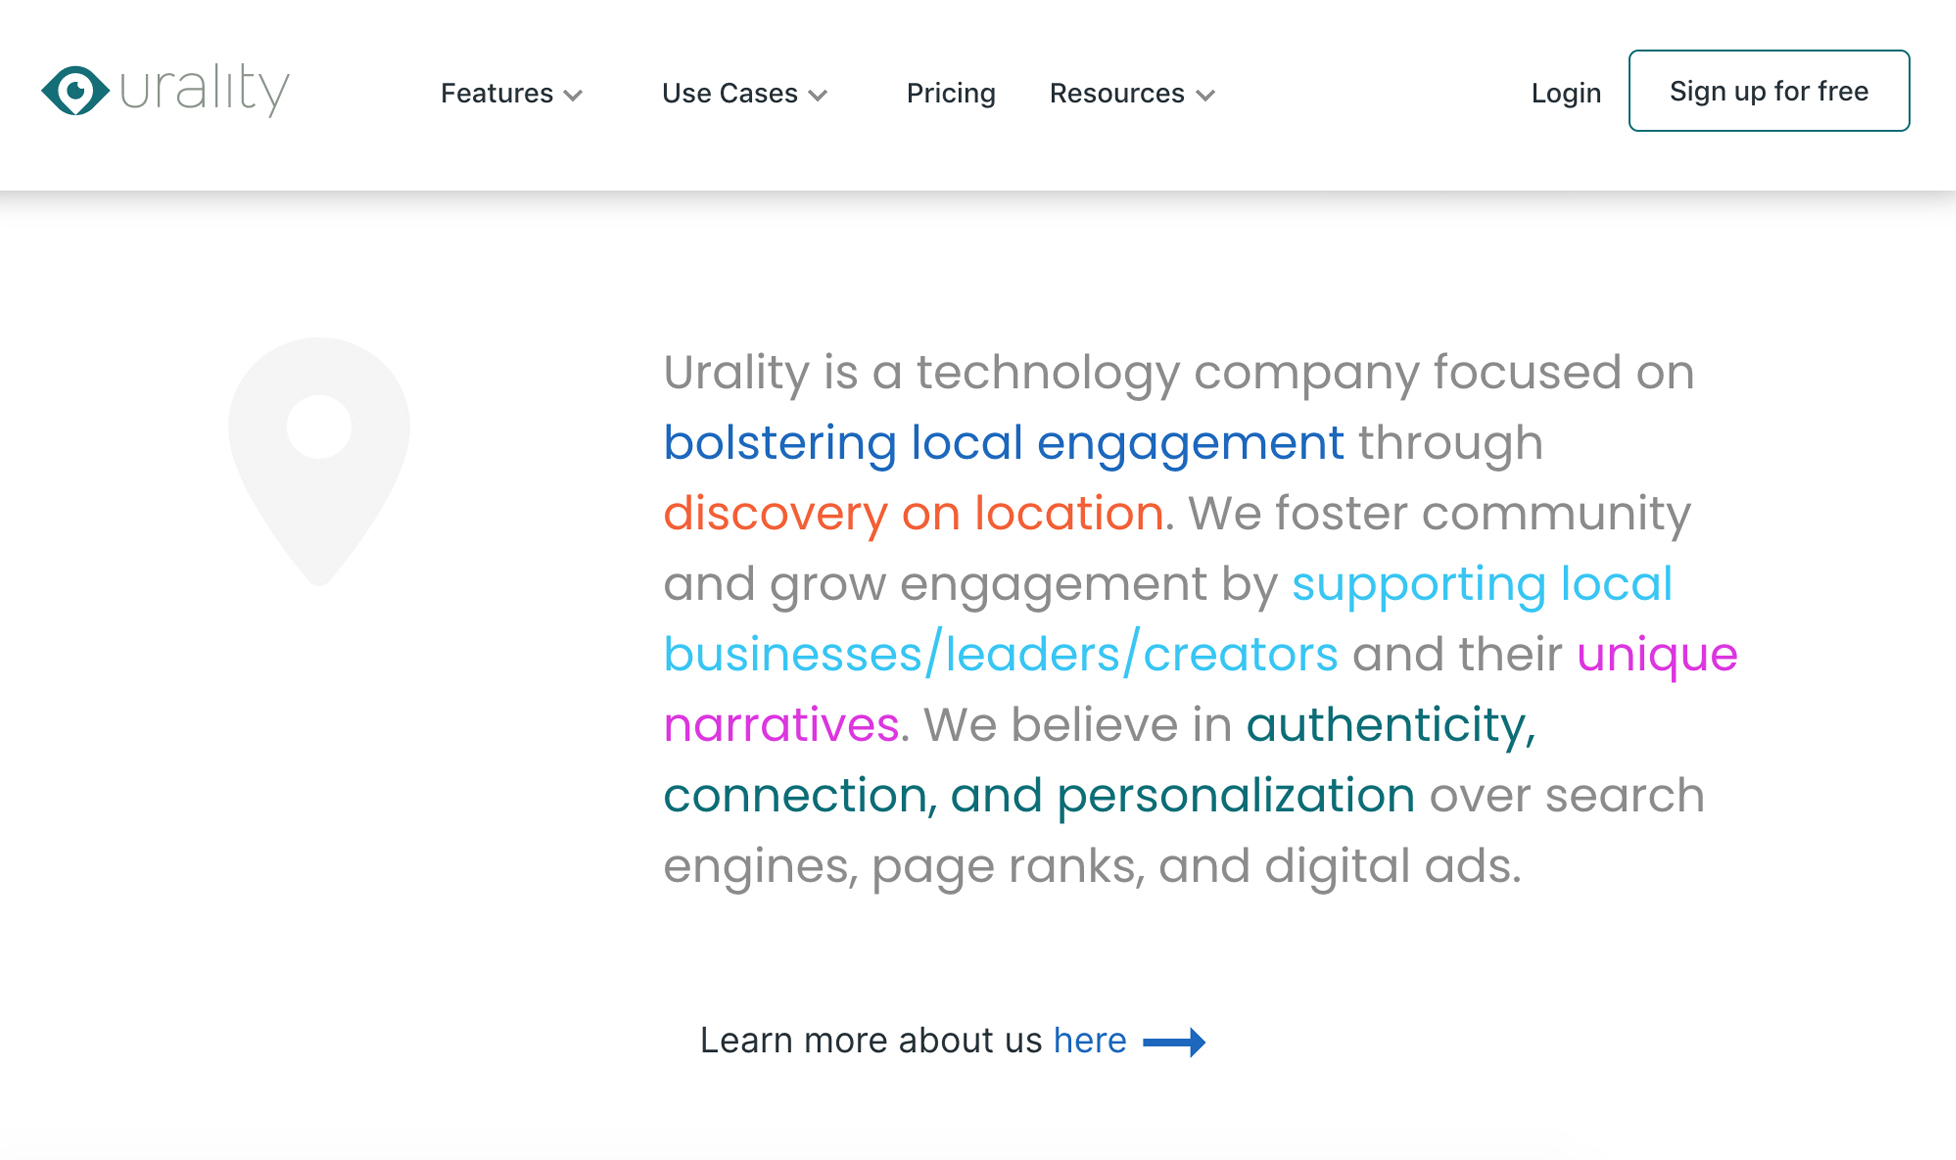 urality
Features
Use Cases
Pricing
Resources
Login
Sign up for free
Urality is a technology company focused on
bolstering local engagement through
discovery on location. We foster community
and grow engagement by supporting local
businesses/leaders/creators and their unique
narratives. We believe in authenticity,
connection, and personalization over search
engines, page ranks, and digital ads.
Learn more about us here